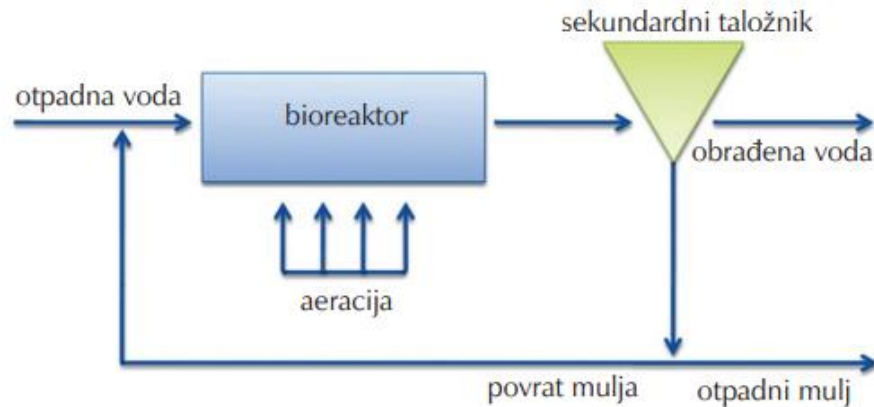 sekundardni taložnik
otpadna voda
bioreaktor
obrađena voda
aeracija
povrat mulja
otpadni mulj